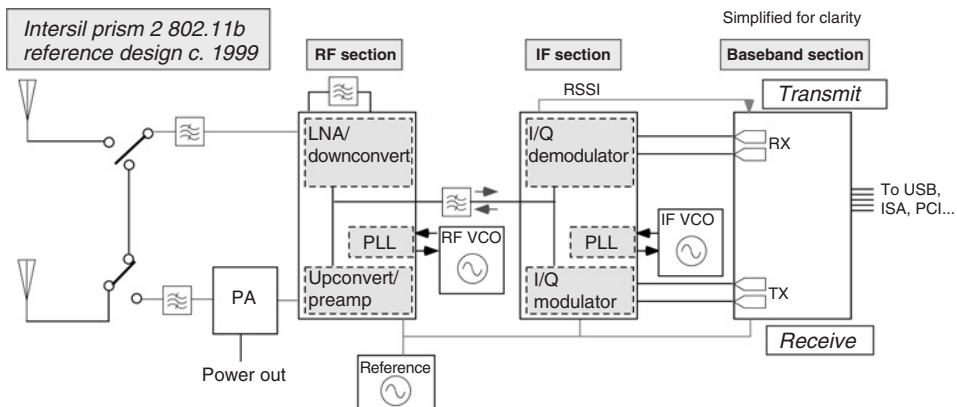 Intersil prism 2 802.11b
reference design c. 1999
Simplified for clarity
RF section
IF section
Baseband section
RSSI
Transmit
LNA/
downconvert
I/Q
demodulator
RX
To USB,
ISA, PCI...
PLL
RF VCO
PLL
IF VCO
PA
Upconvert/
preamp
I/Q
modulator
TX
Receive
Power out
Reference